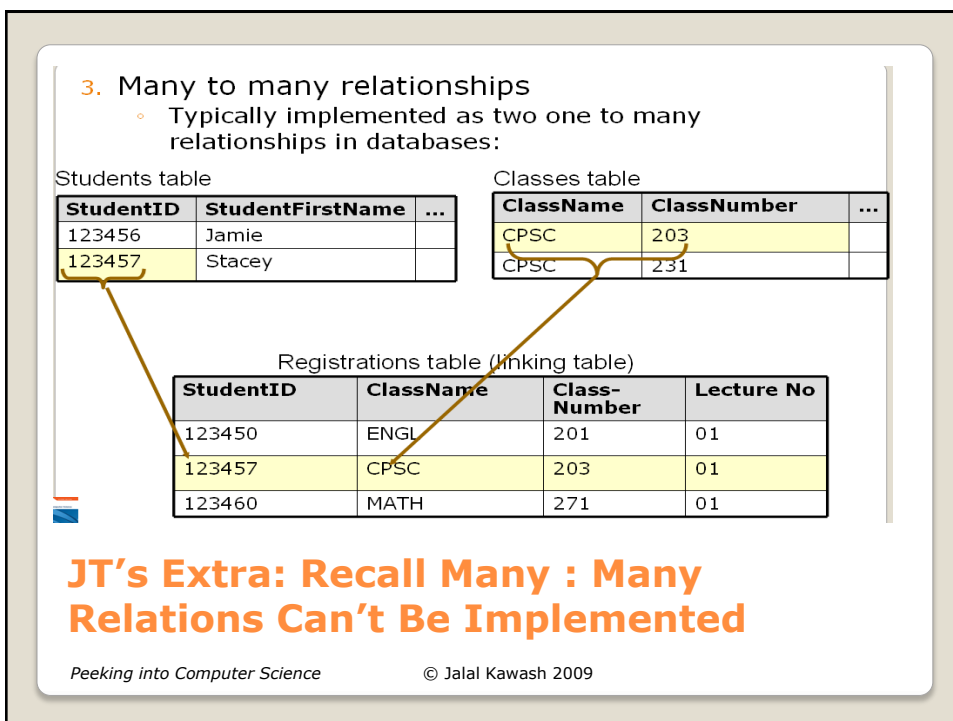 3. Many to many relationships
◦ Typically implemented as two one to many
relationships in databases:
Students table
StudentID StudentFirstName ...
123456 Jamie
123457 Stacey
Classes table
ClassName ClassNumber ...
CPSC 203
CPSC 231
Registrations table (linking table)
StudentID ClassName Class-
Number Lecture No
123450 ENGL 201 01
123457 CPSC 203 01
123460 MATH 271 01
JT’s Extra: Recall Many : Many
Relations Can’t Be Implemented
Peeking into Computer Science © Jalal Kawash 2009